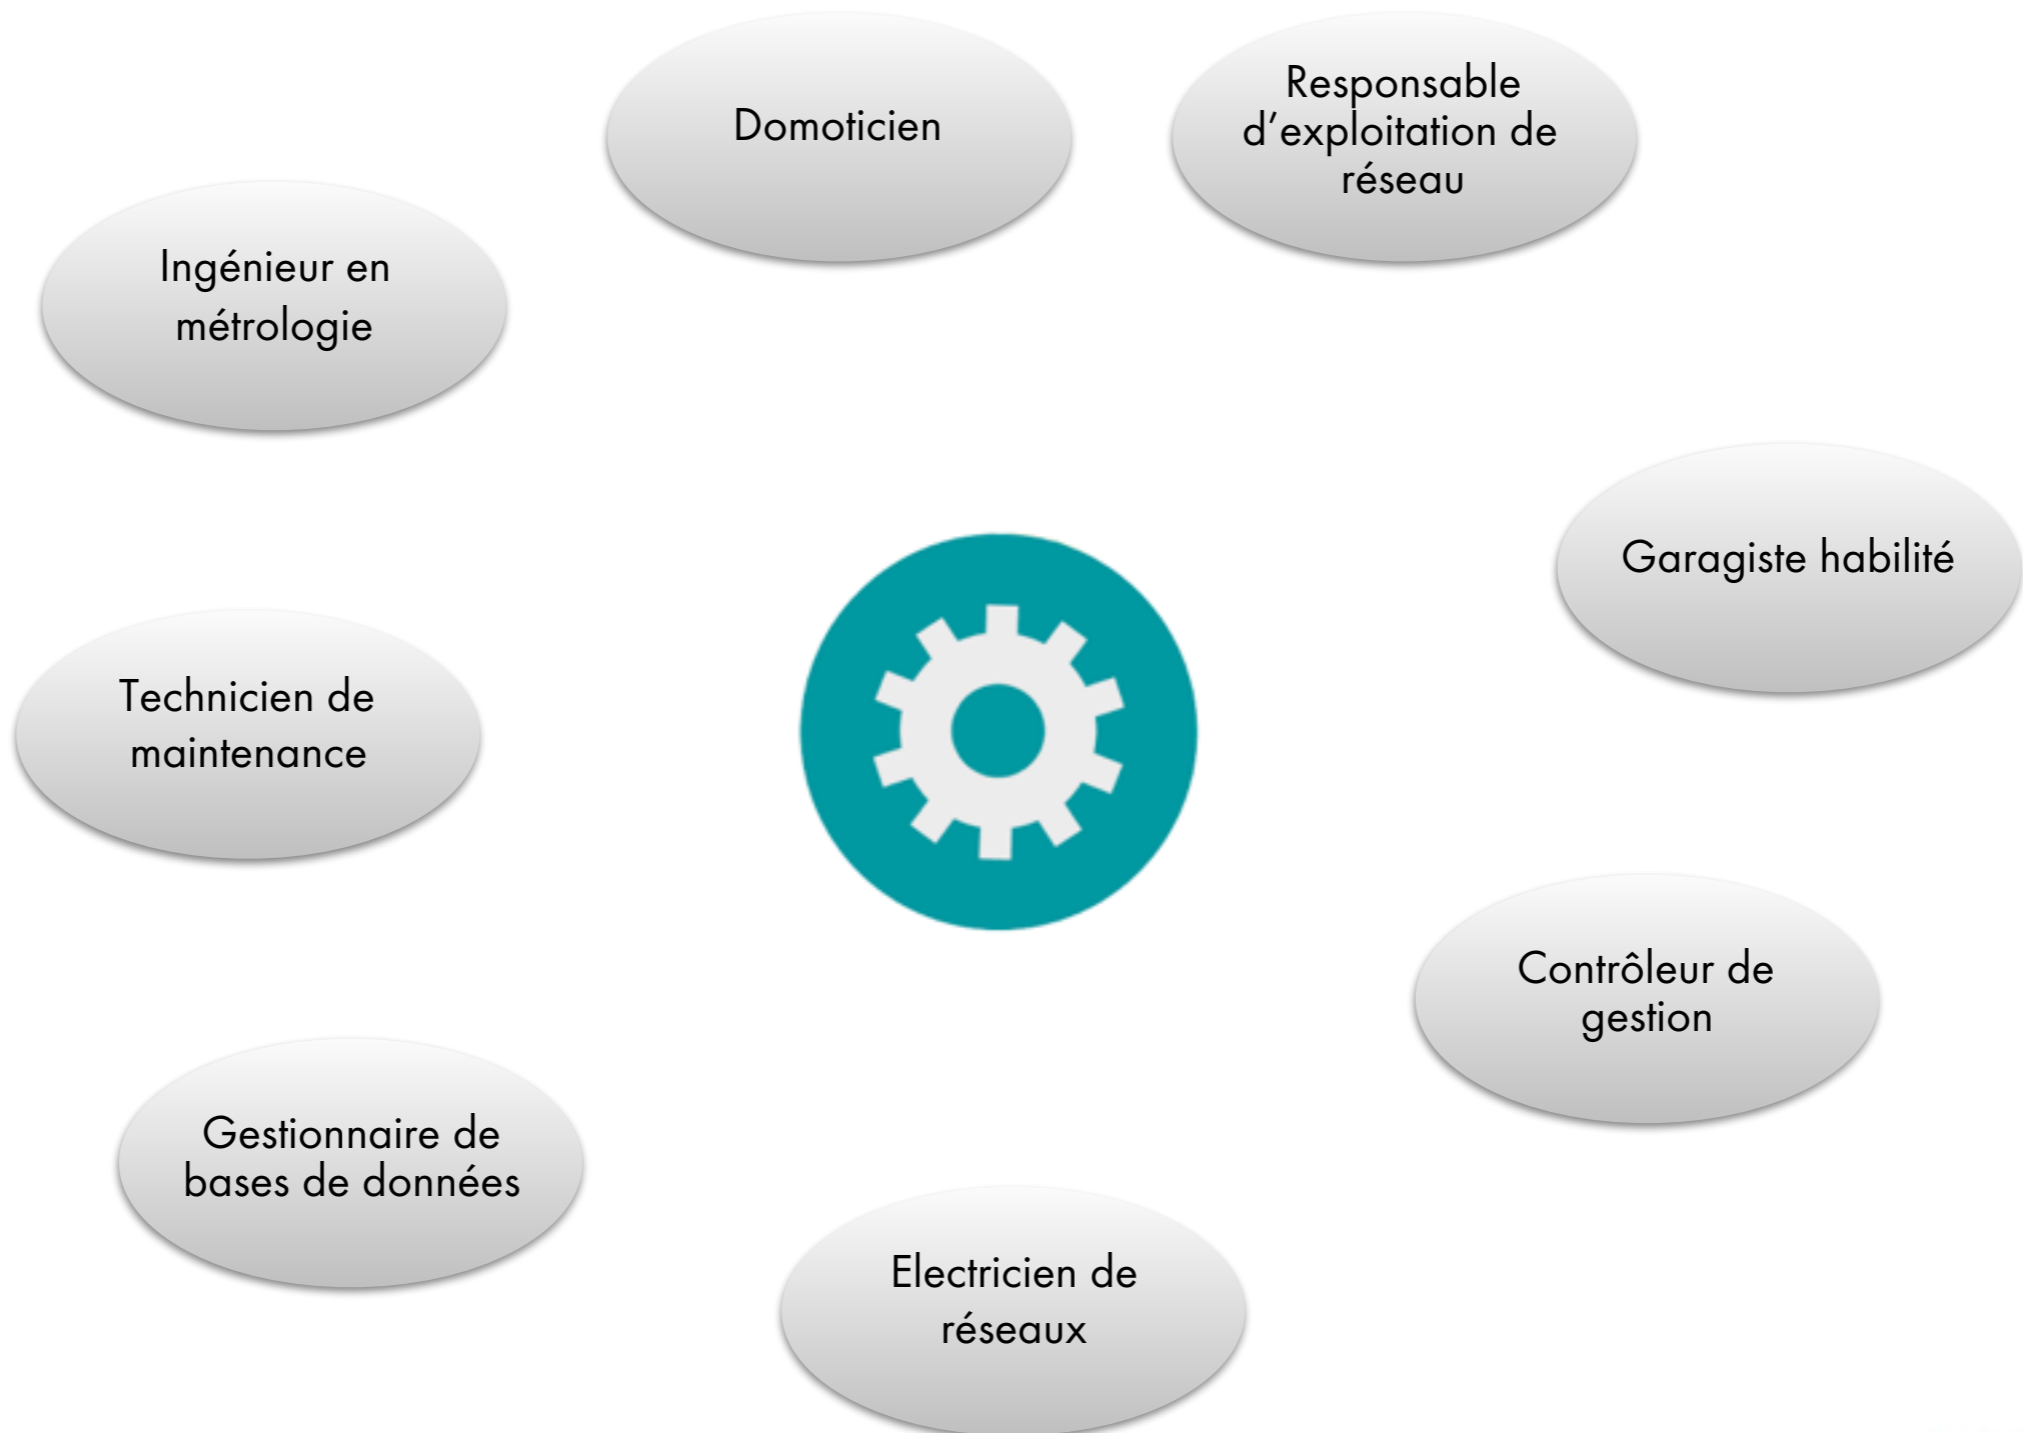 Domoticien
Responsable
d’exploitation de
réseau
Ingénieur en
métrologie
Garagiste habilité
Technicien de
maintenance
Contrôleur de
gestion
Gestionnaire de
bases de données
Electricien de
réseaux